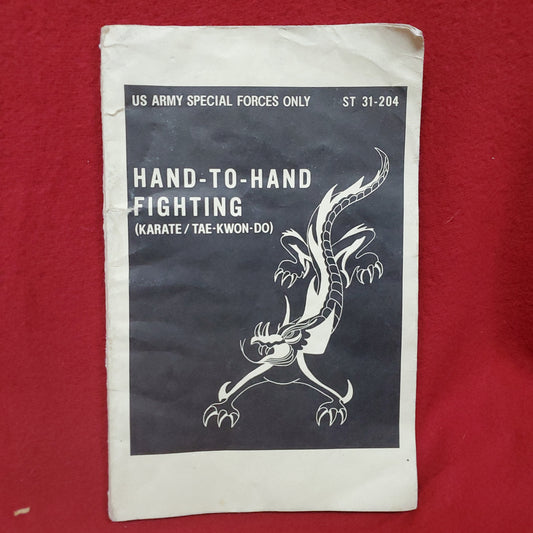 US ARMY SPECIAL FORCES ONLY ST 31-204
HAND-TO-HAND
FIGHTING
(KARATE / TAE-KWON-DO)